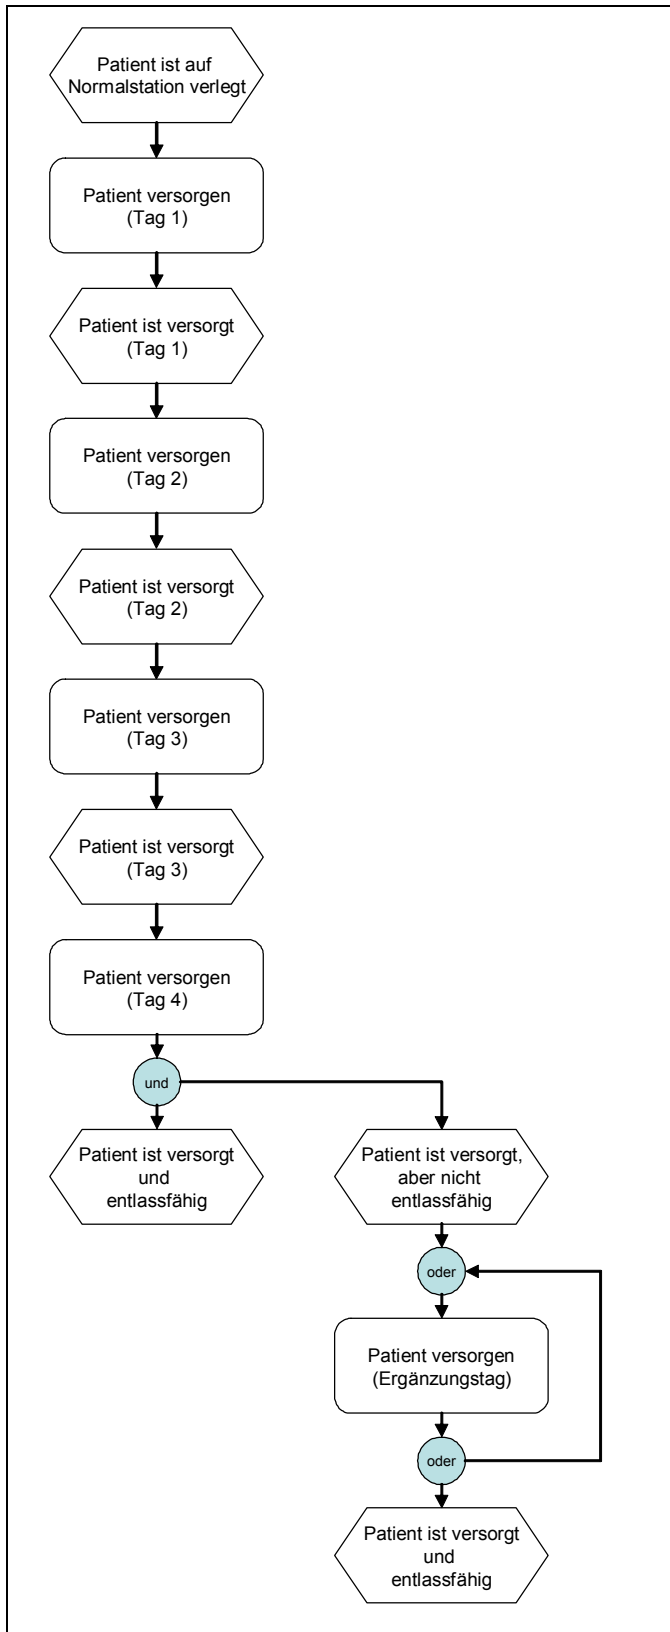 Patient ist auf
Normalstation verlegt
Patient versorgen
(Tag 1)
Patient ist versorgt
(Tag 1)
Patient versorgen
(Tag 2)
Patient ist versorgt
(Tag 2)
Patient versorgen
(Tag 3)
Patient ist versorgt
(Tag 3)
Patient versorgen
(Tag 4)
und
Patient ist versorgt
und
entlassfähig
Patient ist versorgt,
aber nicht
entlassfähig
oder
Patient versorgen
(Ergänzungstag)
oder
Patient ist versorgt
und
entlassfähig